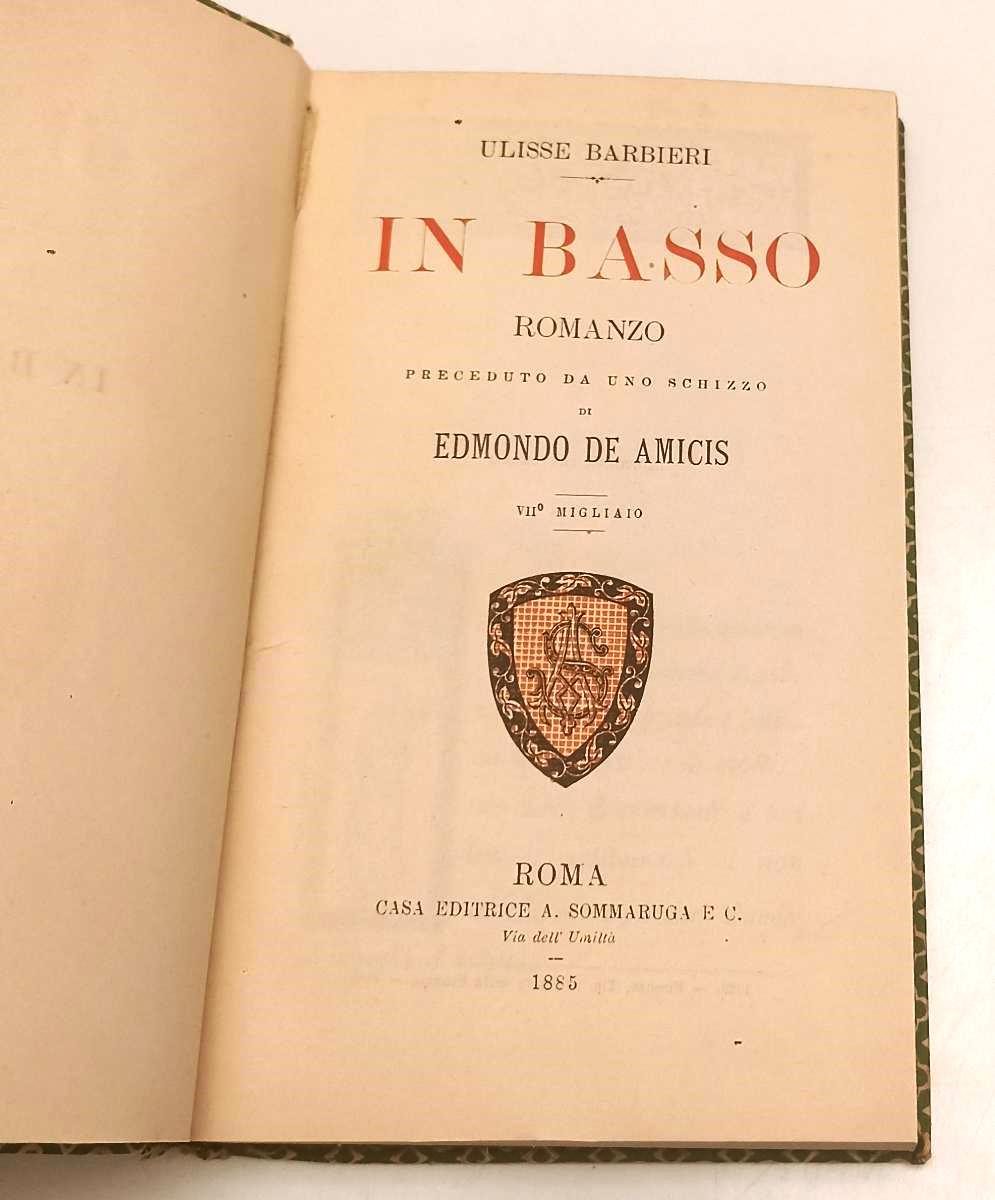 ULISSE BARBIERI
IN BASSO
ROMANZO
PRECEDUTO DA UNO SCHIZZO
DI
EDMONDO DE AMICIS
VIIº MIGLIAIO
ROMA
CASA EDITRICE A. SOMMARUGA E C.
Via dell' Umiltà
1885